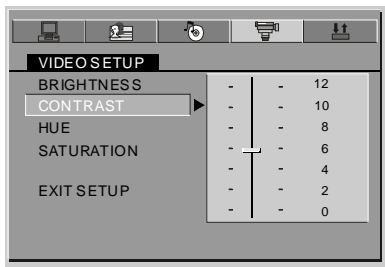 VIDEO SETUP
BRIGHTNESS
CONTRAST
HUE
SATURATION
EXIT SETUP
12
10
8
6
4
2
0